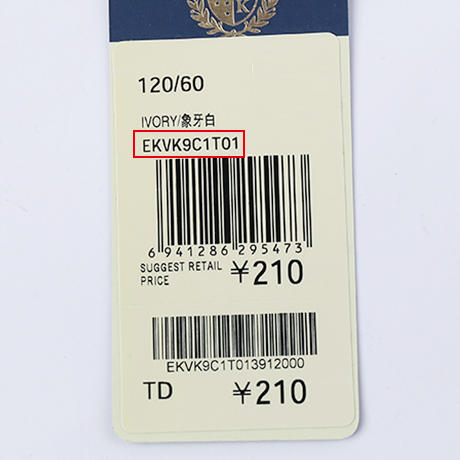 K
120/60
IVORY/象牙白
EKVK9C1T01
6 941286 295473
SUGGEST RETAIL
PRICE
¥210
EKVK9C1T013912000
TD ¥210